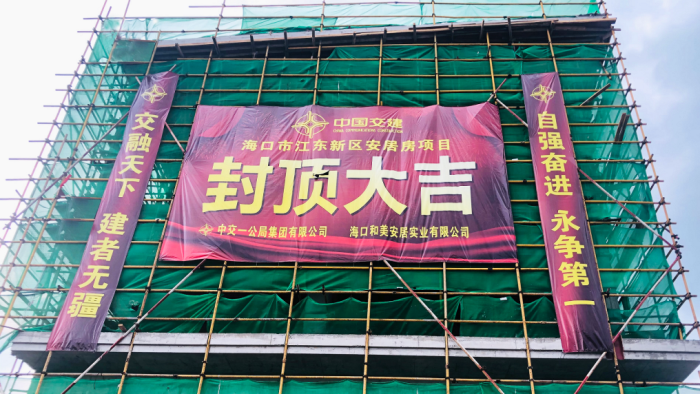 中国交建
CHINA COMMUNICATIONS CONSTRUCTION
海口市江东新区安居房项目
封顶大吉
中交一公局集团有限公司 海口和美安居实业有限公司
交融天下 建者无疆
自强奋进 永争第一